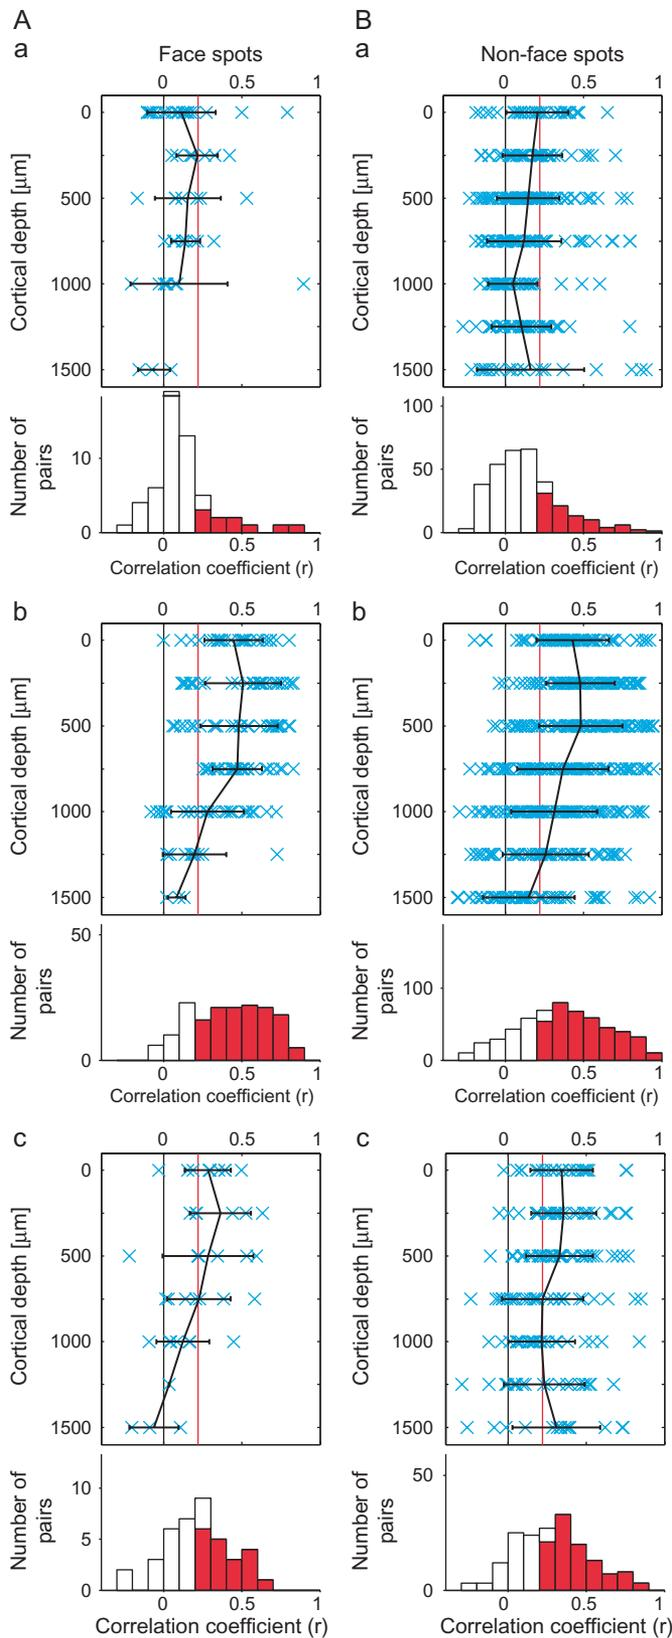 A
B
a
Face spots
a
Non-face spots
0
0.5
1
0
0.5
1
0
500
1000
1500
Cortical depth [μm]
0
500
1000
1500
Cortical depth [μm]
10
0
Number of
pairs
100
50
0
Number of
pairs
0
0.5
1
0
0.5
1
Correlation coefficient (r)
Correlation coefficient (r)
b
b
0
0.5
1
0
0.5
1
0
500
1000
1500
Cortical depth [μm]
0
500
1000
1500
Cortical depth [μm]
50
0
Number of
pairs
100
0
Number of
pairs
0
0.5
1
0
0.5
1
Correlation coefficient (r)
Correlation coefficient (r)
c
c
0
0.5
1
0
0.5
1
0
500
1000
1500
Cortical depth [μm]
0
500
1000
1500
Cortical depth [μm]
10
5
0
Number of
pairs
50
0
Number of
pairs
0
0.5
1
0
0.5
1
Correlation coefficient (r)
Correlation coefficient (r)